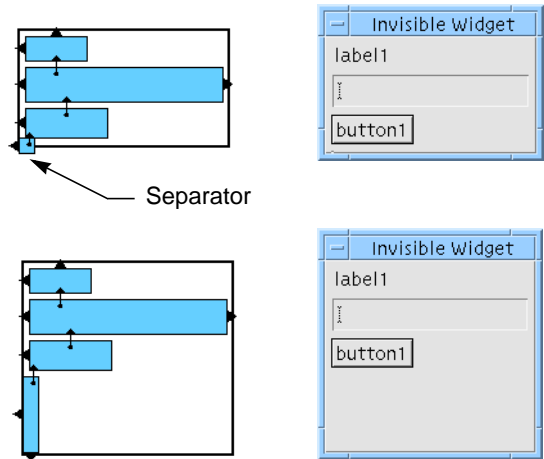 Invisible Widget
label1
button1
Separator
Invisible Widget
label1
button1